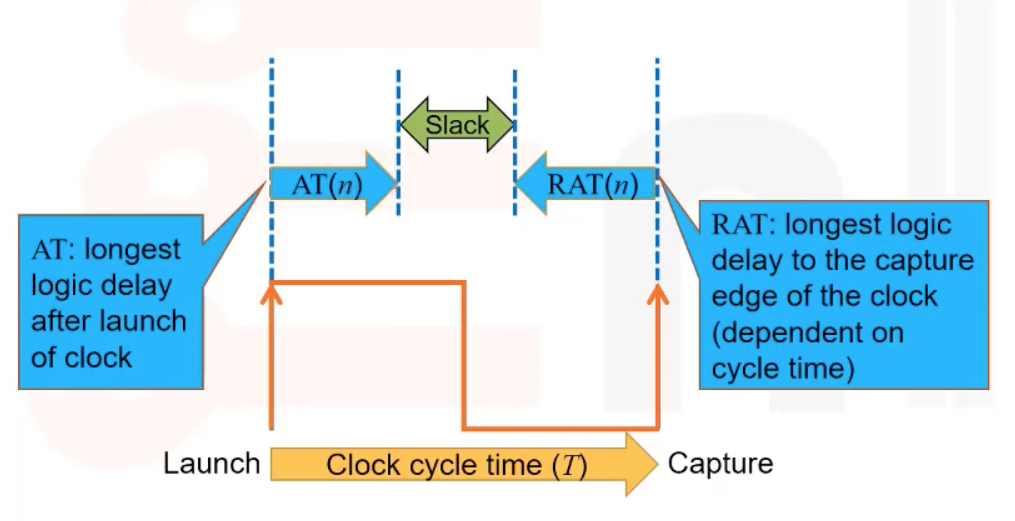 Slack
AT(n)
RAT(n)
AT: longest
logic delay
after launch
of clock
RAT: longest logic
delay to the capture
edge of the clock
(dependent on
cycle time)
Launch
Clock cycle time (T)
Capture